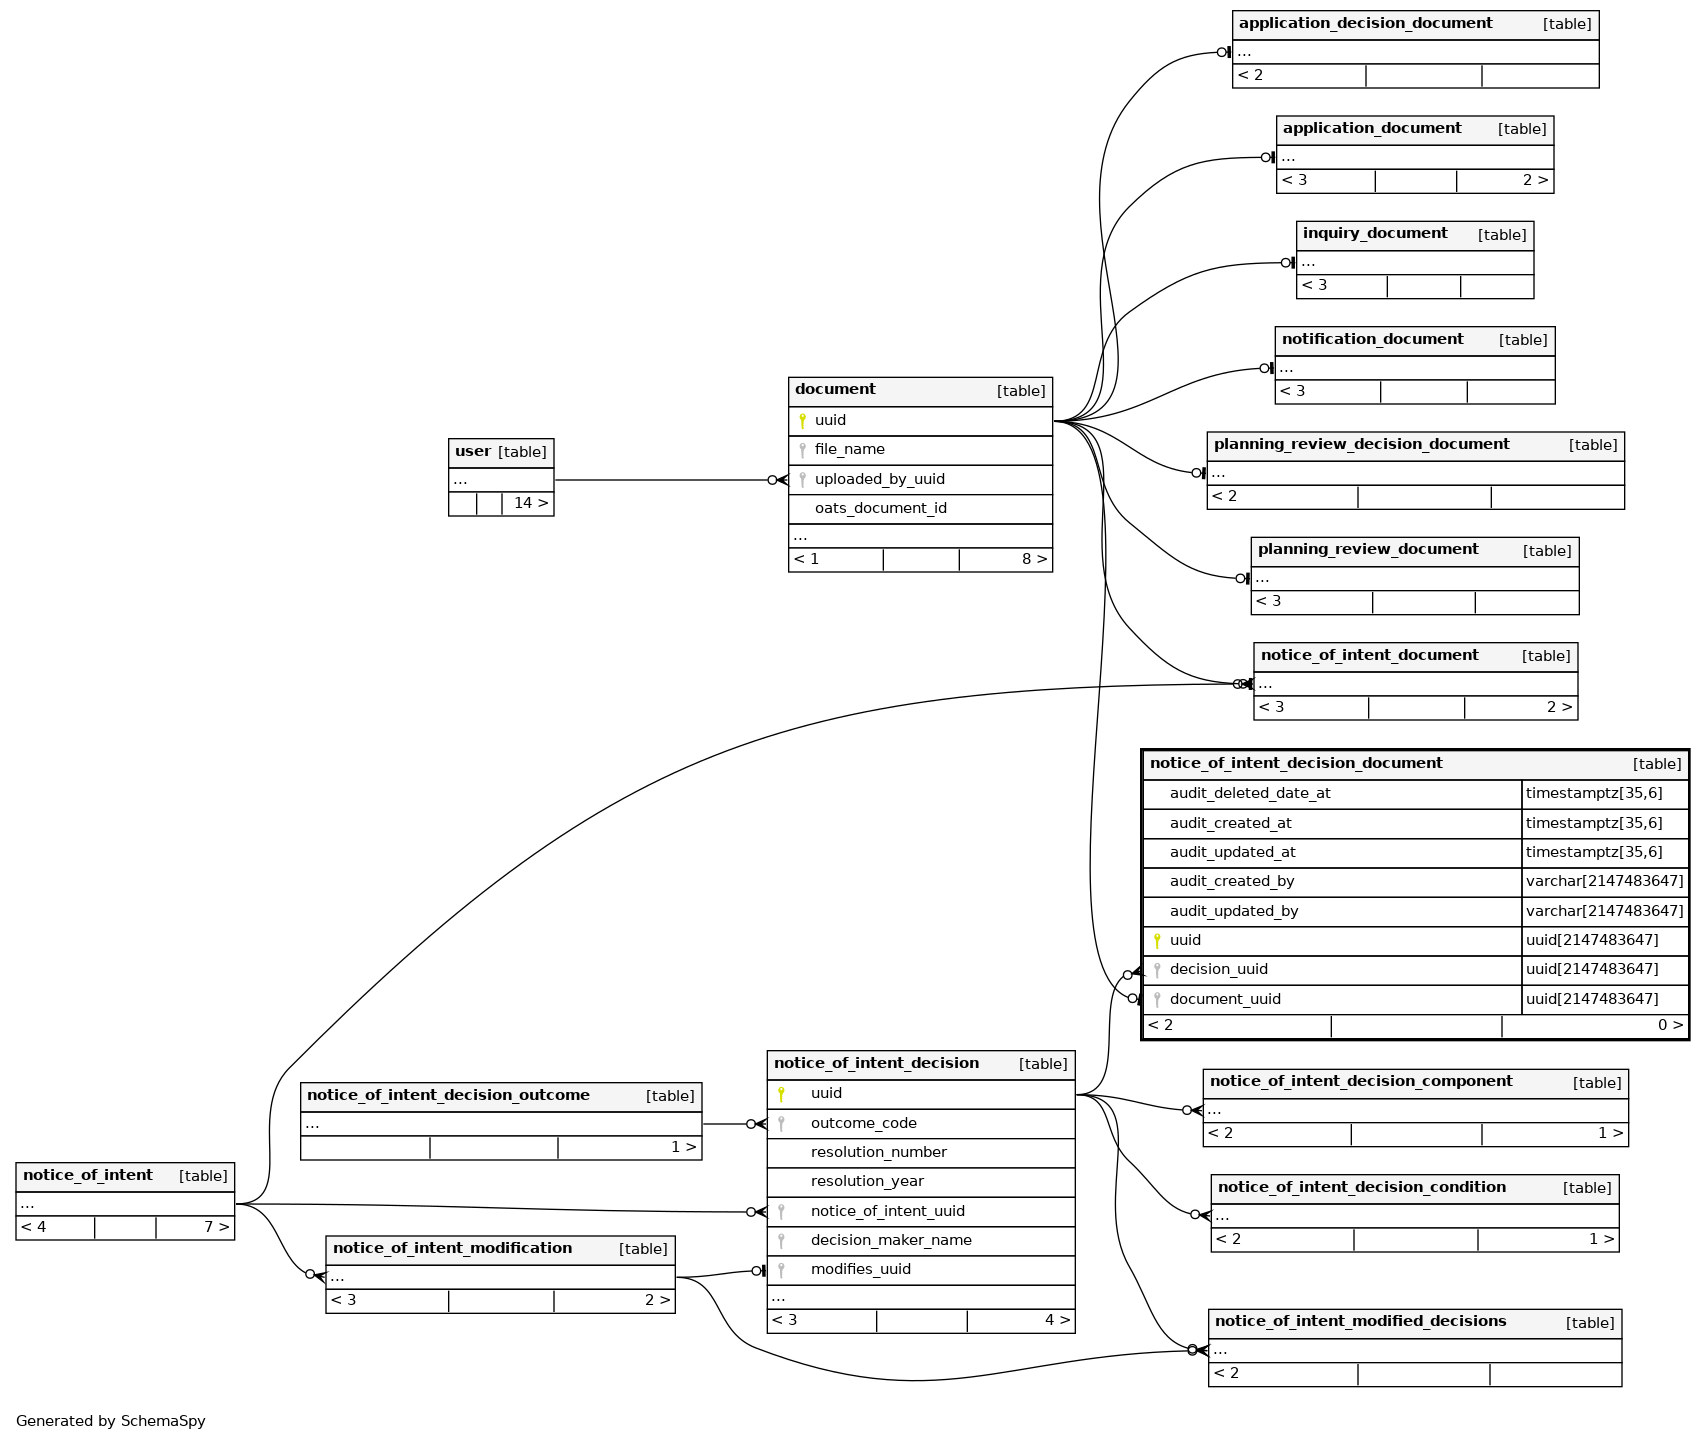 application_decision_document [table]
...
< 2
application_document [table]
...
< 3 2 >
inquiry_document [table]
...
< 3
notification_document [table]
...
< 3
document [table]
uuid
file_name
uploaded_by_uuid
oats_document_id
...
< 1 8 >
user [table]
...
14 >
planning_review_decision_document [table]
...
< 2
planning_review_document [table]
...
< 3
notice_of_intent_document [table]
...
< 3 2 >
notice_of_intent_decision_document [table]
audit_deleted_date_at timestamptz[35,6]
audit_created_at timestamptz[35,6]
audit_updated_at timestamptz[35,6]
audit_created_by varchar[2147483647]
audit_updated_by varchar[2147483647]
uuid uuid[2147483647]
decision_uuid uuid[2147483647]
document_uuid uuid[2147483647]
< 2 0 >
notice_of_intent_decision [table]
uuid
outcome_code
resolution_number
resolution_year
notice_of_intent_uuid
decision_maker_name
modifies_uuid
...
< 3 4 >
notice_of_intent_decision_outcome [table]
...
1 >
notice_of_intent [table]
...
< 4 7 >
notice_of_intent_modification [table]
...
< 3 2 >
notice_of_intent_decision_component [table]
...
< 2 1 >
notice_of_intent_decision_condition [table]
...
< 2 1 >
notice_of_intent_modified_decisions [table]
...
< 2
Generated by SchemaSpy